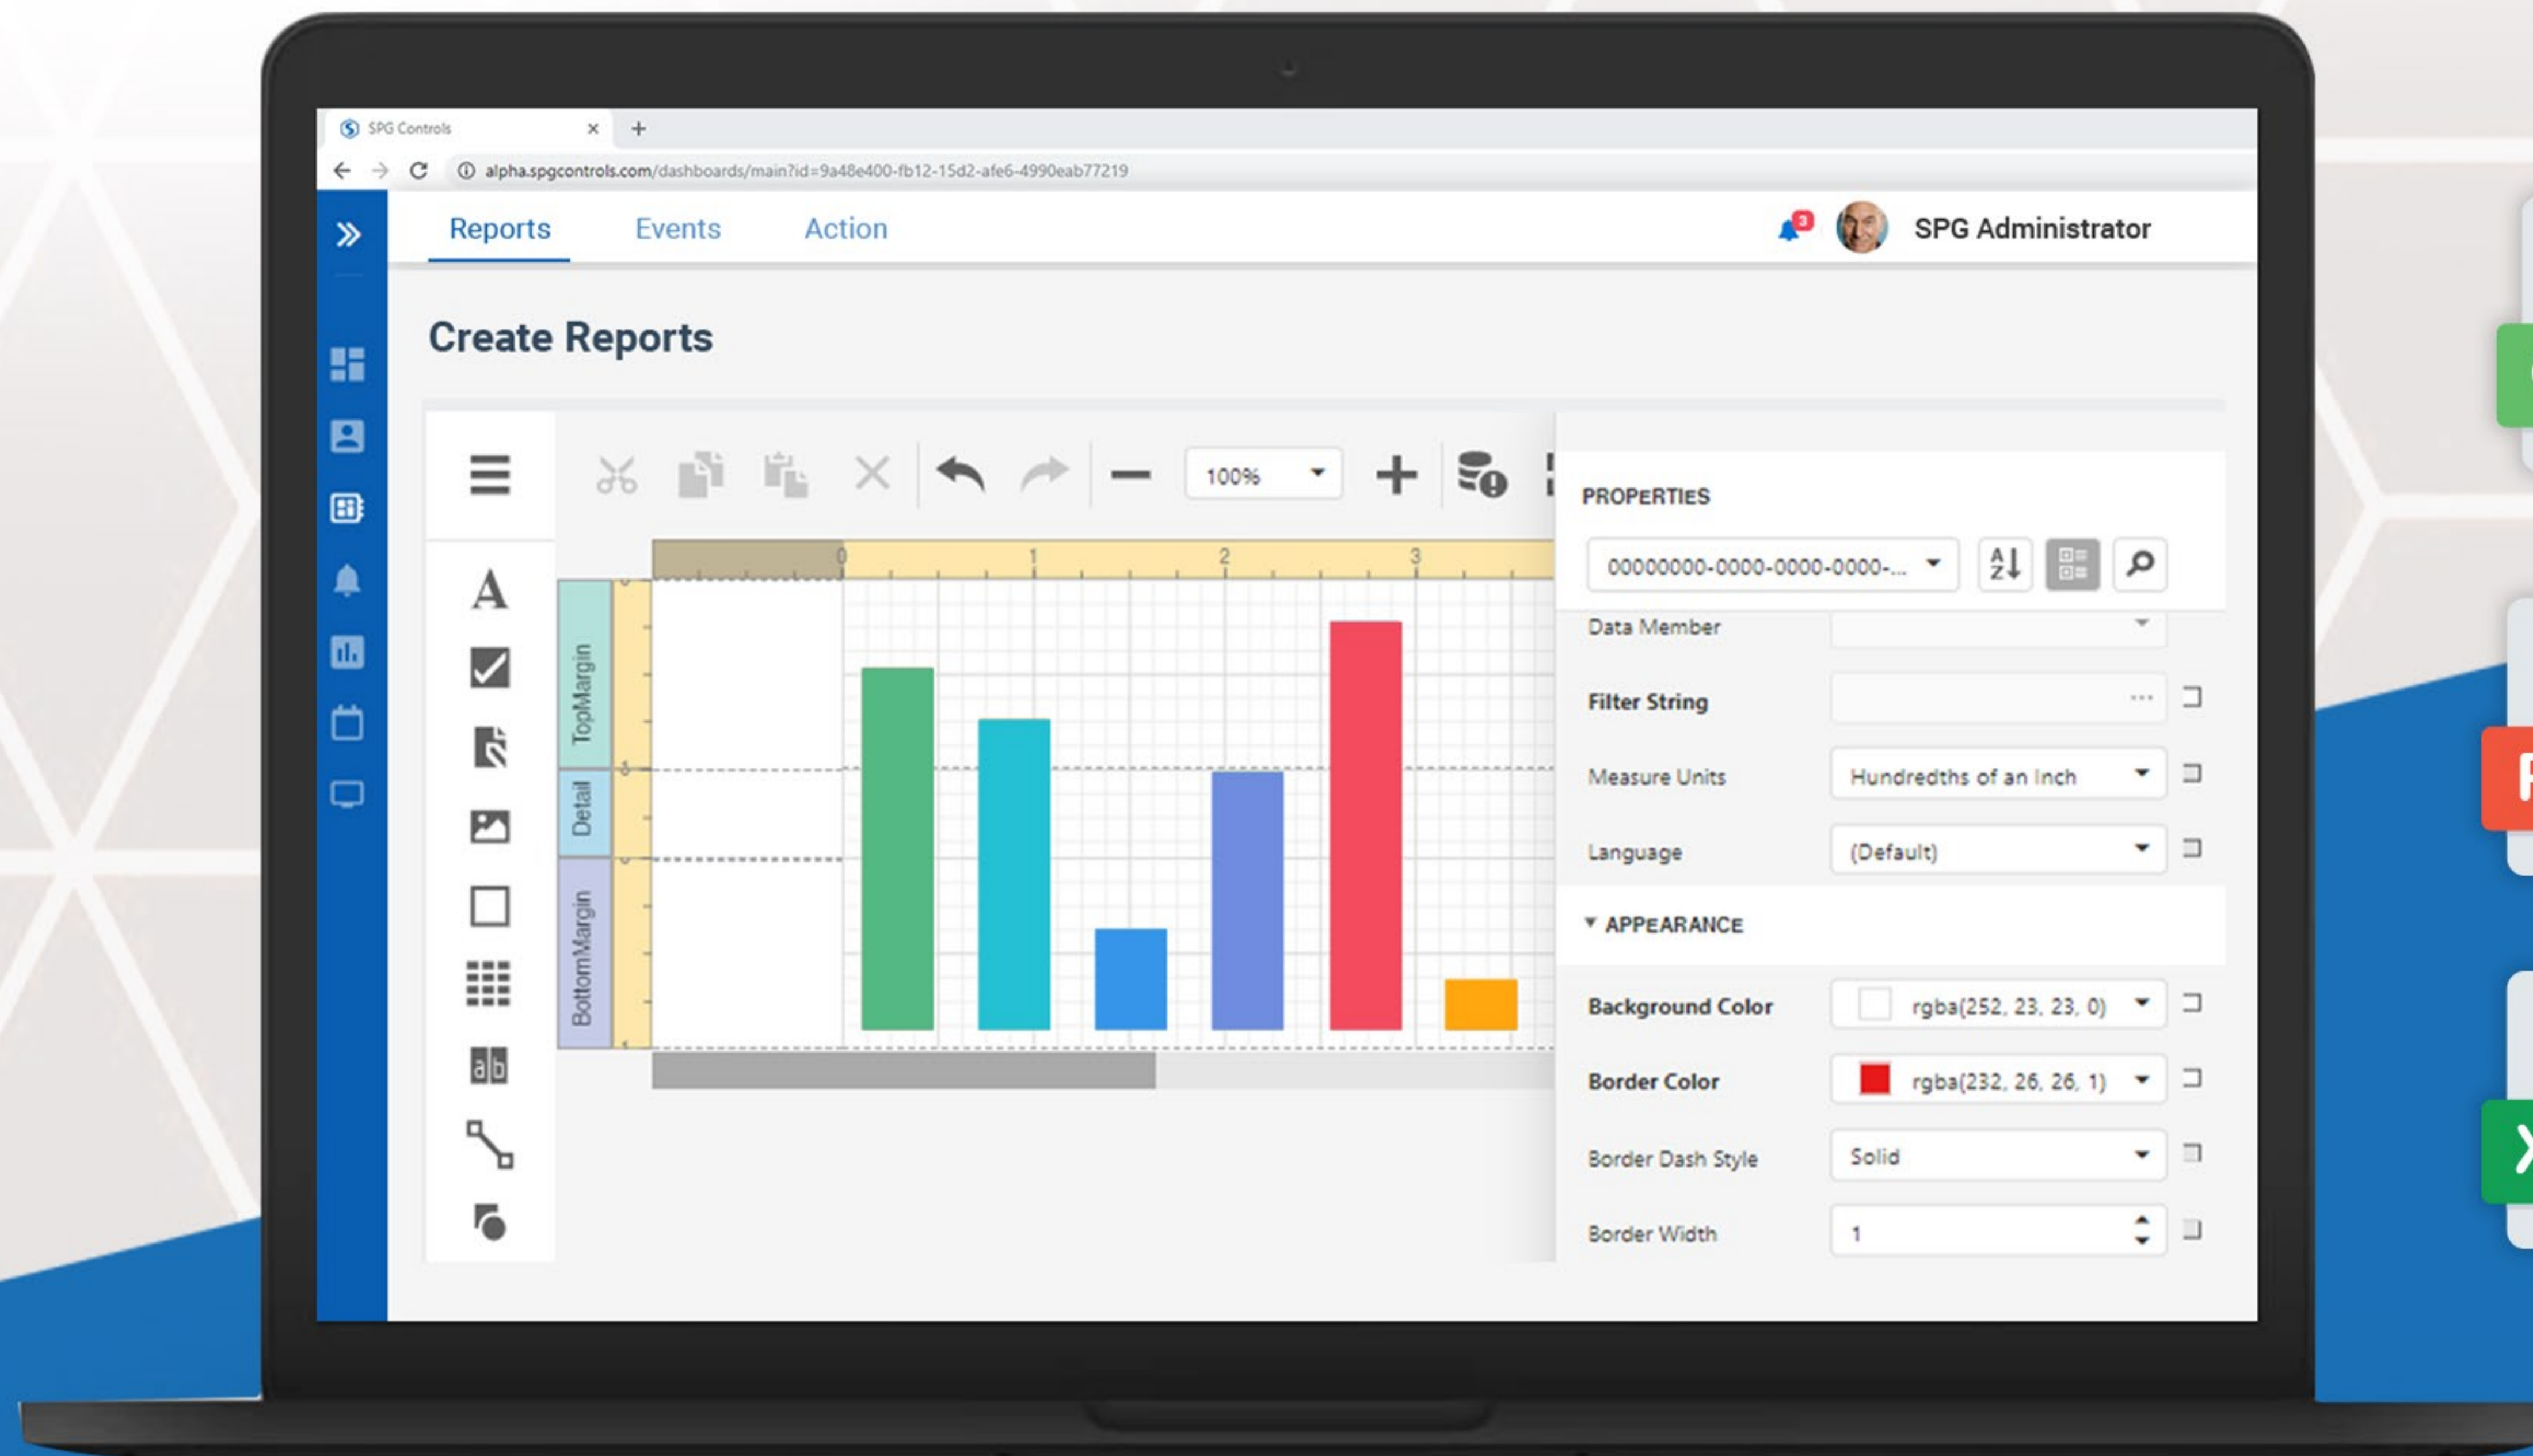 SPG Controls
alpha.spgcontrols.com/dashboards/main?id=9a48e400-fb12-15d2-afe6-4990eab77219
Reports Events Action 3 SPG Administrator
Create Reports
100%
PROPERTIES
0 1 2 3
00000000-0000-0000-0000-...
A
Z
A
TopMargin
Data Member
Filter String ...
Detail
Measure Units Hundredths of an Inch
Language (Default)
BottomMargin
APPEARANCE
Background Color rgba(252, 23, 23, 0)
ab
Border Color rgba(232, 26, 26, 1)
Border Dash Style Solid
Border Width 1